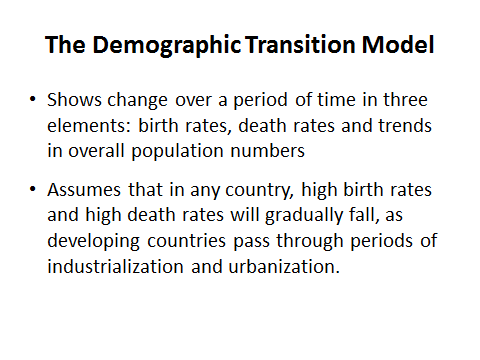 The Demographic Transition Model
• Shows change over a period of time in three
elements: birth rates, death rates and trends
in overall population numbers
• Assumes that in any country, high birth rates
and high death rates will gradually fall, as
developing countries pass through periods of
industrialization and urbanization.